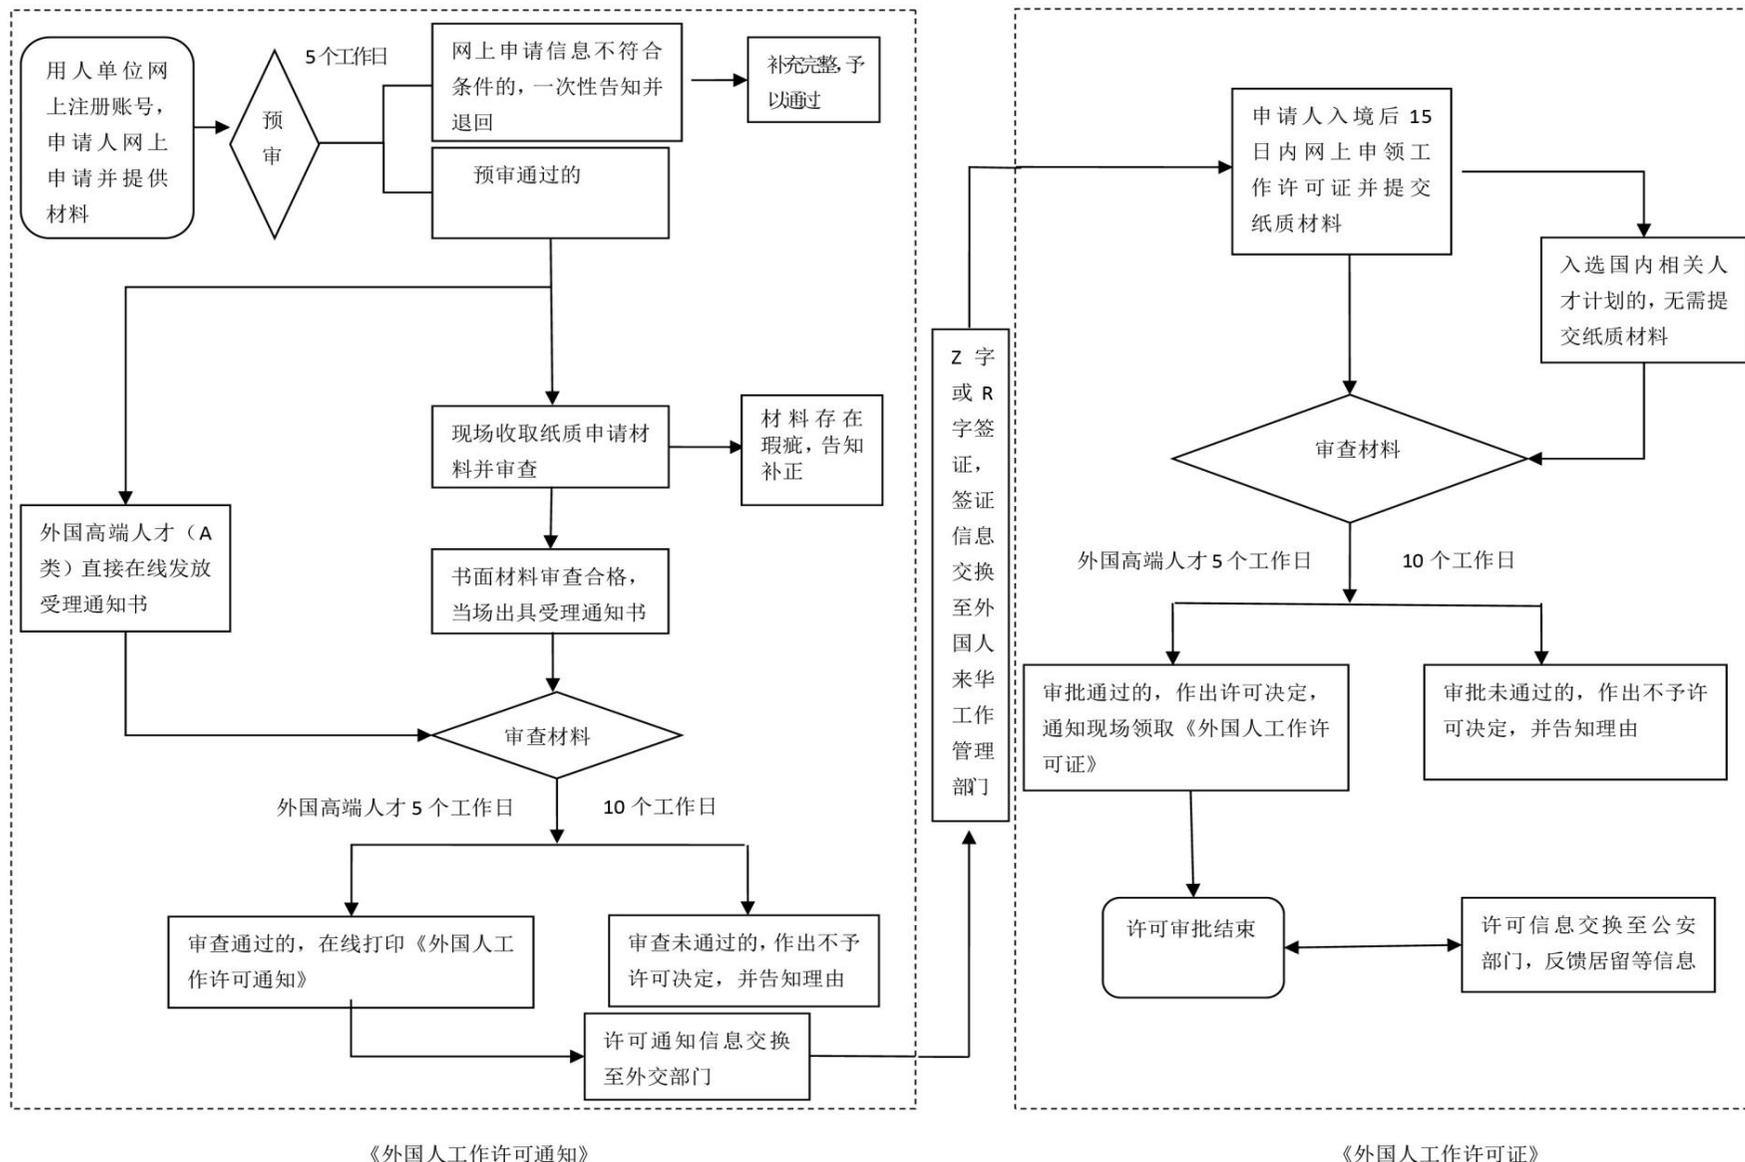 用人单位网
上注册账号，
申请人网上
申请并提供
材料
预
审
5个工作日
网上申请信息不符合
条件的，一次性告知并
退回
补充完整，予
以通过
预审通过的
现场收取纸质申请材
料并审查
材料存在
瑕疵，告知
补正
外国高端人才（A
类）直接在线发放
受理通知书
书面材料审查合格，
当场出具受理通知书
审查材料
外国高端人才 5 个工作日
10 个工作日
审查通过的，在线打印《外国人工
作许可通知》
审查未通过的，作出不予
许可决定，并告知理由
许可通知信息交换
至外交部门
《外国人工作许可通知》
Z 字
或 R
字签
证，
签证
信息
交换
至外
国人
来华
工作
管理
部门
申请人入境后 15
日内网上申领工
作许可证并提交
纸质材料
入选国内相关人
才计划的，无需提
交纸质材料
审查材料
外国高端人才 5 个工作日
10 个工作日
审批通过的，作出许可决定，
通知现场领取《外国人工作许
可证》
审批未通过的，作出不予许
可决定，并告知理由
许可审批结束
许可信息交换至公安
部门，反馈居留等信息
《外国人工作许可证》